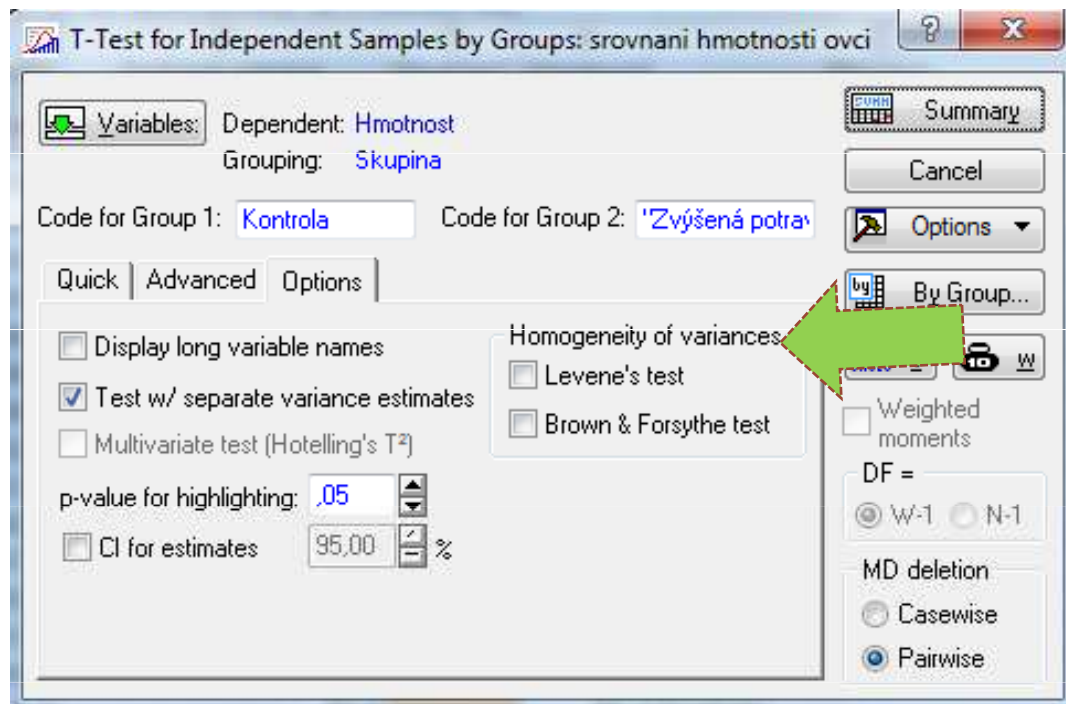 T-Test for Independent Samples by Groups: srovnani hmotnosti ovci
Variables: Dependent: Hmotnost
Grouping: Skupina
Code for Group 1: Kontrola Code for Group 2: "Zvýšená potrav
Quick Advanced Options
Display long variable names
Test w/ separate variance estimates
Multivariate test (Hotelling's T²)
p-value for highlighting: ,05
CI for estimates 95,00 %
Homogeneity of variances
Levene's test
Brown & Forsythe test
Summary
Cancel
Options
By Group...
W
Weighted
moments
DF =
W-1 N-1
MD deletion
Casewise
Pairwise